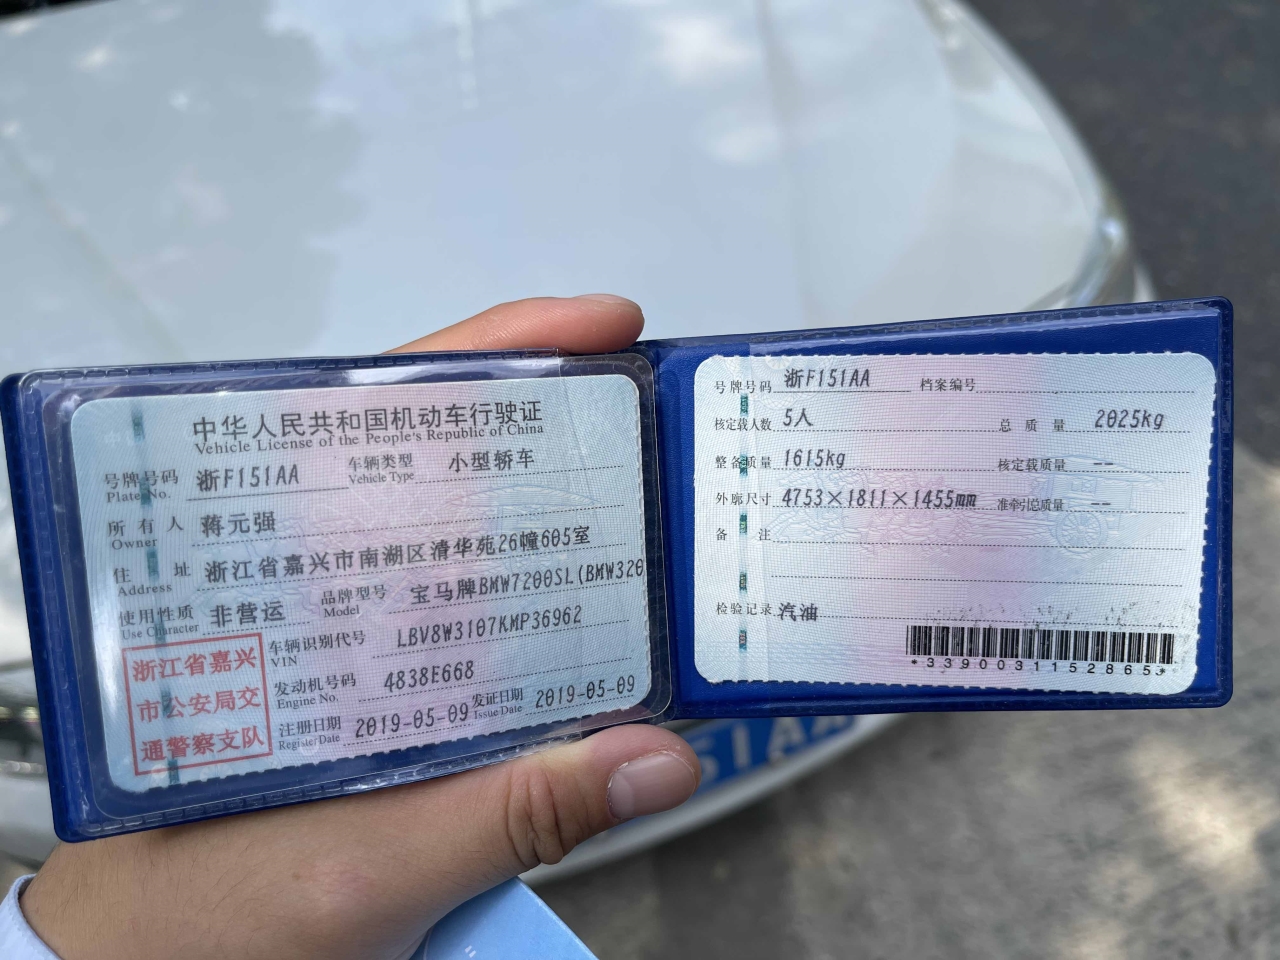 中华人民共和国机动车行驶证
Vehicle License of the People's Republic of China
号牌号码 浙F151AA 车辆类型 小型轿车
Plate No. Vehicle Type
所有人 蒋元强
Owner
住址 浙江省嘉兴市南湖区清华苑26幢605室
Address
使用性质 非营运 品牌型号 宝马牌BMW7200SL(BMW320
Use Character Model
浙江省嘉兴
市公安局交
通警察支队
车辆识别代号 LBV8W3107KMP36962
VIN
发动机号码 4838E668
Engine No.
注册日期 2019-05-09 发证日期 2019-05-09
Register Date Issue Date
号牌号码 浙F151AA 档案编号
核定载人数 5人 总质量 2025kg
整备质量 1615kg 核定载质量 --
外廓尺寸 4753×1811×1455mm 准牵引总质量 --
备注
检验记录 汽油
*3390031152865
51AA